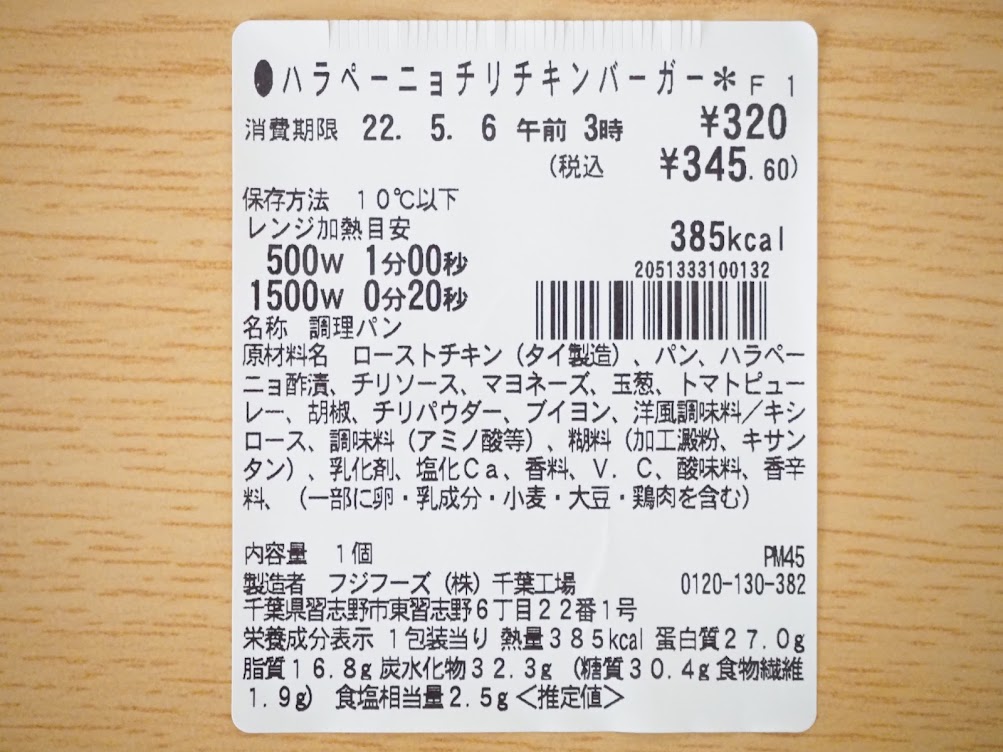 ●ハラペーニョチリチキンバーガー＊Ｆ１
消費期限 22. 5. 6 午前 3時 ¥320
(税込 ¥345.60)
保存方法 １０℃以下
レンジ加熱目安
385kcal
500W 1分00秒
2051333100132
1500W 0分20秒
名称 調理パン
原材料名 ローストチキン（タイ製造）、パン、ハラペー
ニョ酢漬、チリソース、マヨネーズ、玉葱、トマトピュー
レー、胡椒、チリパウダー、ブイヨン、洋風調味料／キシ
ロース、調味料（アミノ酸等）、糊料（加工澱粉、キサン
タン）、乳化剤、塩化Ｃａ、香料、Ｖ．Ｃ、酸味料、香辛
料、（一部に卵・乳成分・小麦・大豆・鶏肉を含む）
内容量 １個 PM45
製造者 フジフーズ（株）千葉工場 0120-130-382
千葉県習志野市東習志野６丁目２２番１号
栄養成分表示 １包装当り 熱量３８５kcal 蛋白質２７.０g
脂質１６.８g 炭水化物３２.３g （糖質３０.４g 食物繊維
１.９g） 食塩相当量２.５g＜推定値＞